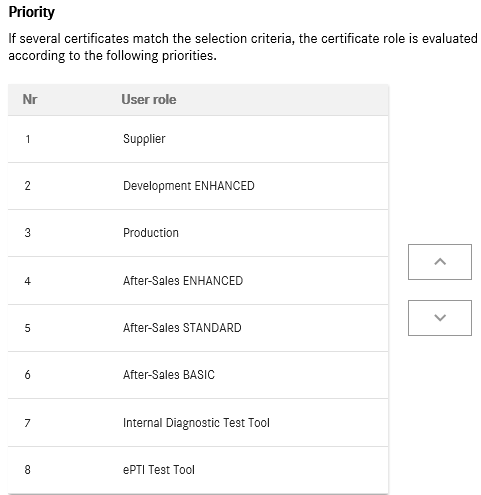 Priority
If several certificates match the selection criteria, the certificate role is evaluated
according to the following priorities.
Nr User role
1 Supplier
2 Development ENHANCED
3 Production
4 After-Sales ENHANCED
5 After-Sales STANDARD
6 After-Sales BASIC
7 Internal Diagnostic Test Tool
8 ePTI Test Tool